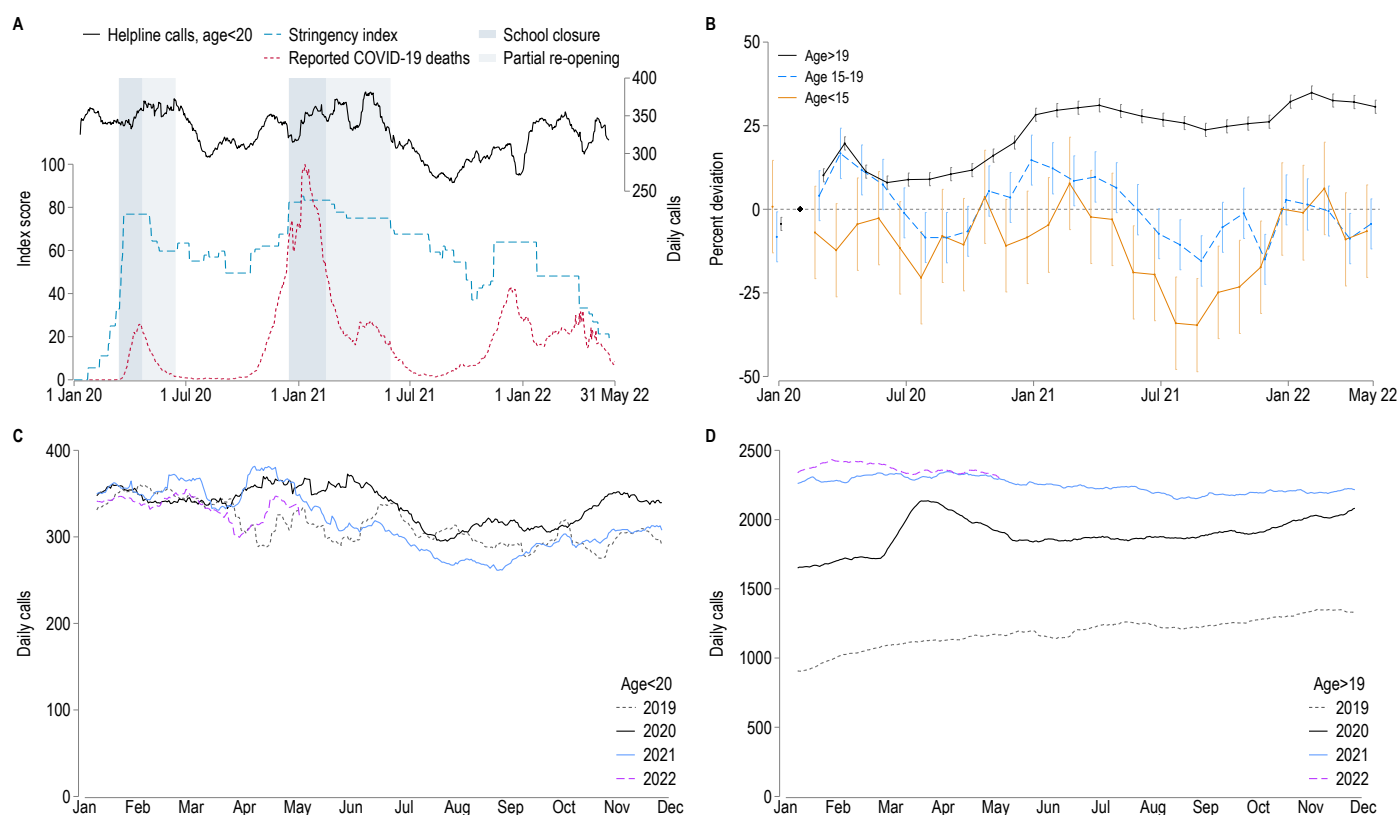 A
Helpline calls, age<20
Stringency index
School closure
Reported COVID-19 deaths
Partial re-opening
400
350
300
250
Daily calls
100
80
60
40
20
0
Index score
1 Jan 20
1 Jul 20
1 Jan 21
1 Jul 21
1 Jan 22
31 May 22
B
Age>19
Age 15-19
Age<15
50
25
0
-25
-50
Percent deviation
Jan 20
Jul 20
Jan 21
Jul 21
Jan 22
May 22
C
400
300
200
100
0
Daily calls
Age<20
2019
2020
2021
2022
Jan Feb Mar Apr May Jun Jul Aug Sep Oct Nov Dec
D
2500
2000
1500
1000
500
0
Daily calls
Age>19
2019
2020
2021
2022
Jan Feb Mar Apr May Jun Jul Aug Sep Oct Nov Dec